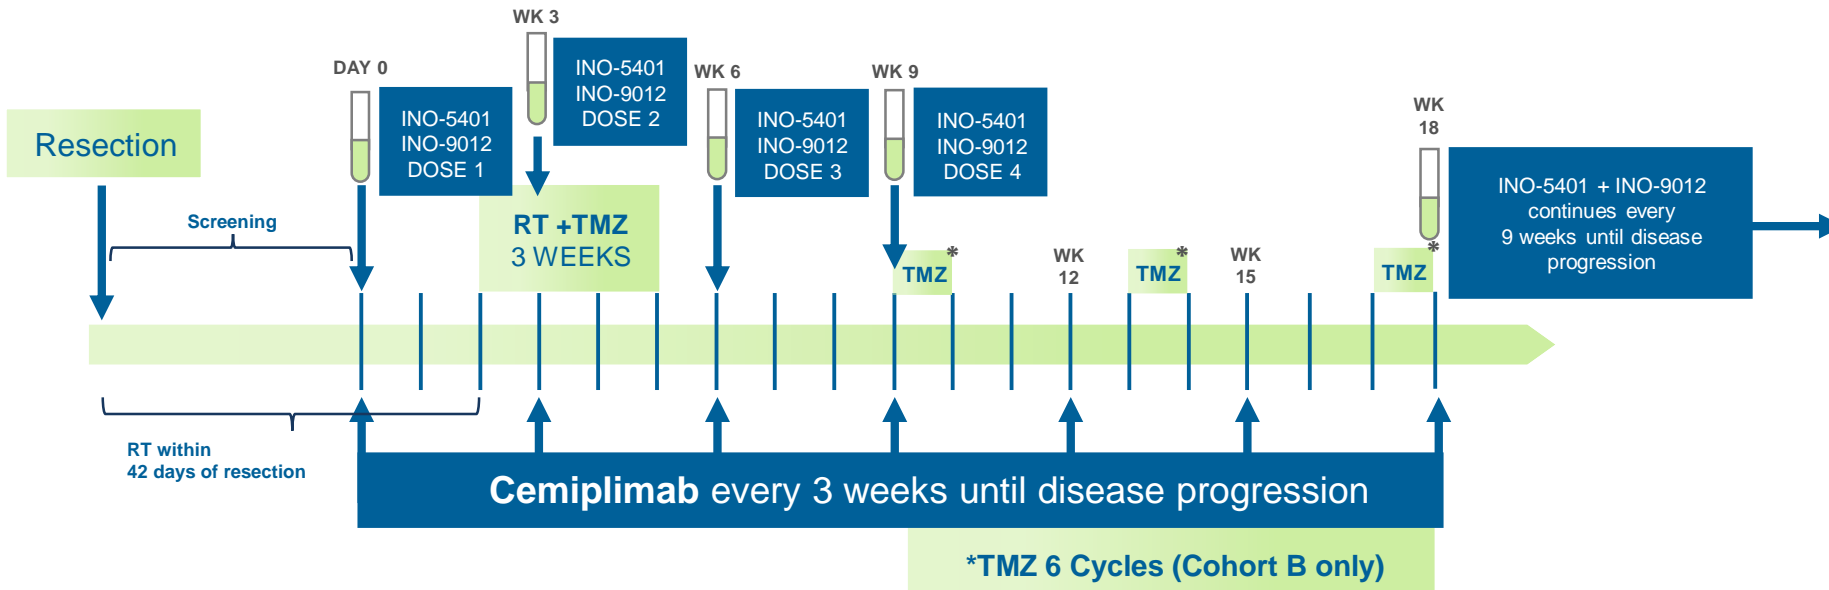 WK 3
INO-5401
INO-9012
DOSE 2
DAY 0
INO-5401
INO-9012
DOSE 1
WK 6
INO-5401
INO-9012
DOSE 3
WK 9
INO-5401
INO-9012
DOSE 4
WK
18
INO-5401 + INO-9012
continues every
9 weeks until disease
progression
Resection
Screening
RT +TMZ
3 WEEKS
TMZ*
WK
12
TMZ*
WK
15
TMZ*
RT within
42 days of resection
Cemiplimab every 3 weeks until disease progression
*TMZ 6 Cycles (Cohort B only)